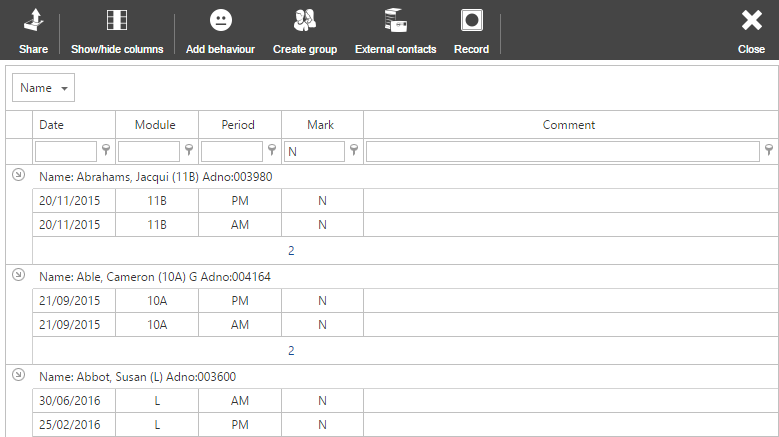 Share Show/hide columns Add behaviour Create group External contacts Record Close
Name
Date Module Period Mark Comment
N
Name: Abrahams, Jacqui (11B) Adno:003980
20/11/2015 11B PM N
20/11/2015 11B AM N
2
Name: Able, Cameron (10A) G Adno:004164
21/09/2015 10A PM N
21/09/2015 10A AM N
2
Name: Abbot, Susan (L) Adno:003600
30/06/2016 L AM N
25/02/2016 L PM N